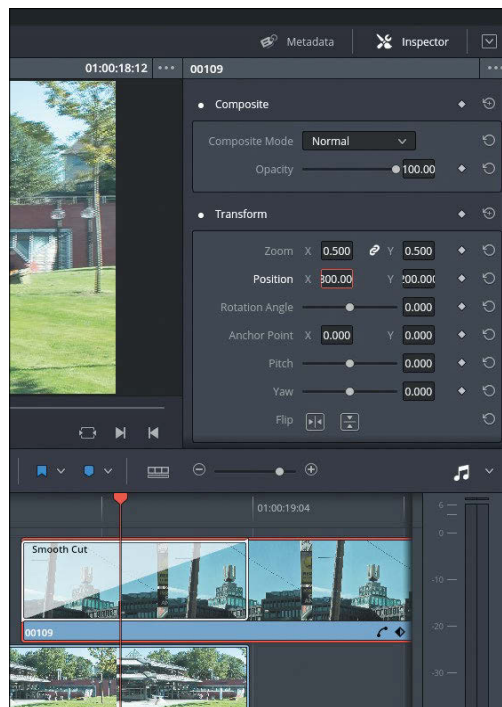 Metadata Inspector
01:00:18:12 ••• 00109 •••
Composite
Composite Mode Normal
Opacity 100.00
Transform
Zoom X 0.500 Y 0.500
Position X Y
Rotation Angle 0.000
Anchor Point X 0.000 Y 0.000
Pitch 0.000
Yaw 0.000
Flip
01:00:19:04
Smooth Cut
00109
6
0
-10
-20
-30